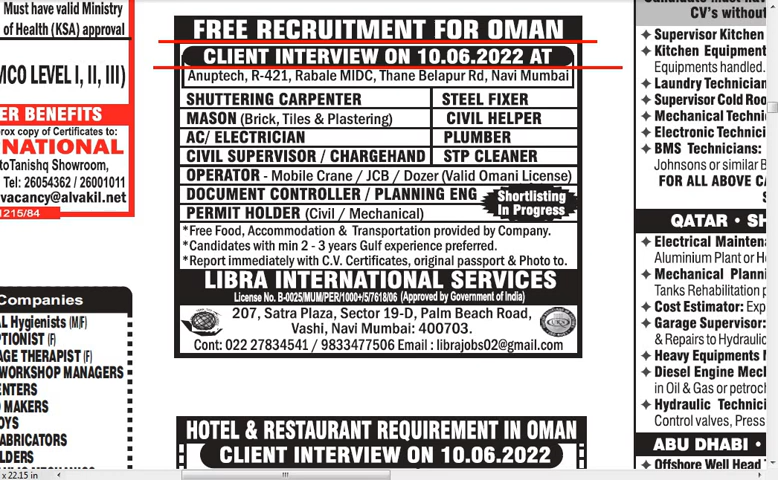 Must have valid Ministry
of Health (KSA) approval
MCO LEVEL I, II, III)
ER BENEFITS
rox copy of Certificates to:
NATIONAL
toTanishq Showroom,
Tel: 26054362 / 26001011
vacancy@alvakil.net
1215/84
Companies
AL Hygienists (M/F)
PTIONIST (F)
AGE THERAPIST (F)
WORKSHOP MANAGERS
ENTERS
MAKERS
OYS
ABRICATORS
LDERS
FREE RECRUITMENT FOR OMAN
CLIENT INTERVIEW ON 10.06.2022 AT
Anuptech, R-421, Rabale MIDC, Thane Belapur Rd, Navi Mumbai
SHUTTERING CARPENTER
STEEL FIXER
MASON (Brick, Tiles & Plastering)
CIVIL HELPER
AC/ ELECTRICIAN
PLUMBER
CIVIL SUPERVISOR / CHARGEHAND
STP CLEANER
OPERATOR - Mobile Crane / JCB / Dozer (Valid Omani License)
DOCUMENT CONTROLLER / PLANNING ENG
PERMIT HOLDER (Civil / Mechanical)
Shortlisting
In Progress
*Free Food, Accommodation & Transportation provided by Company.
*Candidates with min 2 - 3 years Gulf experience preferred.
*Report immediately with C.V. Certificates, original passport & Photo to.
LIBRA INTERNATIONAL SERVICES
License No. B-0025/MUM/PER/1000+/5/7618/06 (Approved by Government of India)
207, Satra Plaza, Sector 19-D, Palm Beach Road,
Vashi, Navi Mumbai: 400703.
Cont: 022 27834541 / 9833477506 Email : librajobs02@gmail.com
HOTEL & RESTAURANT REQUIREMENT IN OMAN
CLIENT INTERVIEW ON 10.06.2022
CV's without
Supervisor Kitchen
Kitchen Equipment
Equipments handled.
Laundry Technician
Supervisor Cold Roo
Mechanical Techni
Electronic Technici
BMS Technicians:
Johnsons or similar B
FOR ALL ABOVE CA
QATAR • SH
Electrical Maintena
Aluminium Plant or H
Mechanical Planni
Tanks Rehabilitation p
Cost Estimator: Exp
Garage Supervisor:
& Repairs to Hydraulic
Heavy Equipments M
Diesel Engine Mech
in Oil & Gas or petroch
Hydraulic Technici
Control valves, Press
ABU DHABI •
Offshore Well Head T
x 22.15 in